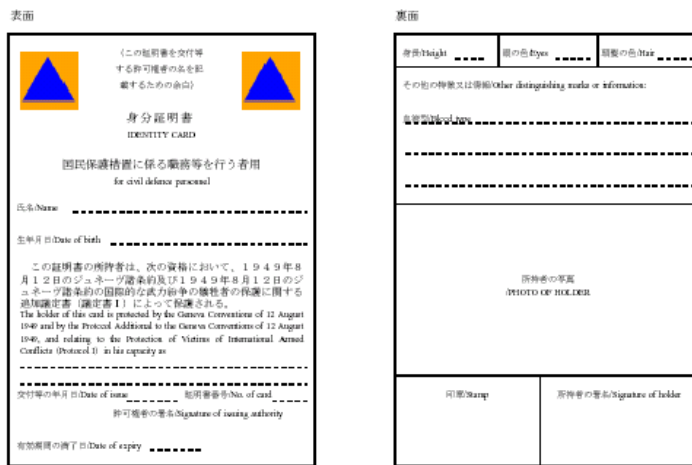 表面
(この証明書を交付等
する許可権者の名を記
載するための余白)
身分証明書
IDENTITY CARD
国民保護措置に係る職務等を行う者用
for civil defence personnel
氏名/Name
生年月日/Date of birth
この証明書の所持者は、次の資格において、1949年8
月12日のジュネーヴ諸条約及び1949年8月12日のジ
ュネーヴ諸条約の国際的な武力紛争の犠牲者の保護に関する
追加議定書(議定書Ⅰ)によって保護される。
The holder of this card is protected by the Geneva Conventions of 12 August
1949 and by the Protocol Additional to the Geneva Conventions of 12 August
1949, and relating to the Protection of Victims of International Armed
Conflicts (Protocol I) in his capacity as
交付等の年月日/Date of issue 証明書番号/No. of card
許可権者の署名/Signature of issuing authority
有効期間の満了日/Date of expiry
裏面
身長/Height 眼の色/Eyes 頭髪の色/Hair
その他の特徴又は情報/Other distinguishing marks or information:
血液型/Blood type
所持者の写真
/PHOTO OF HOLDER
印章/Stamp 所持者の署名/Signature of holder